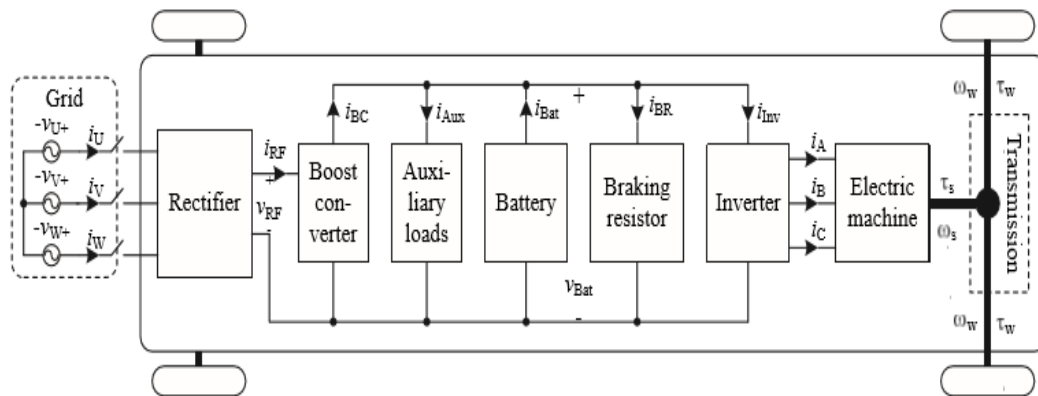 Grid
-vU+
iU
-vV+
iV
-vW+
iW
Rectifier
iRF
+
vRF
-
Boost
con-
verter
iBC
Auxi-
liary
loads
iAux
Battery
iBat
+
vBat
-
Braking
resistor
iBR
Inverter
iInv
iA
iB
iC
Electric
machine
τs
ωs
ωw
τw
Transmission
ωw
τw